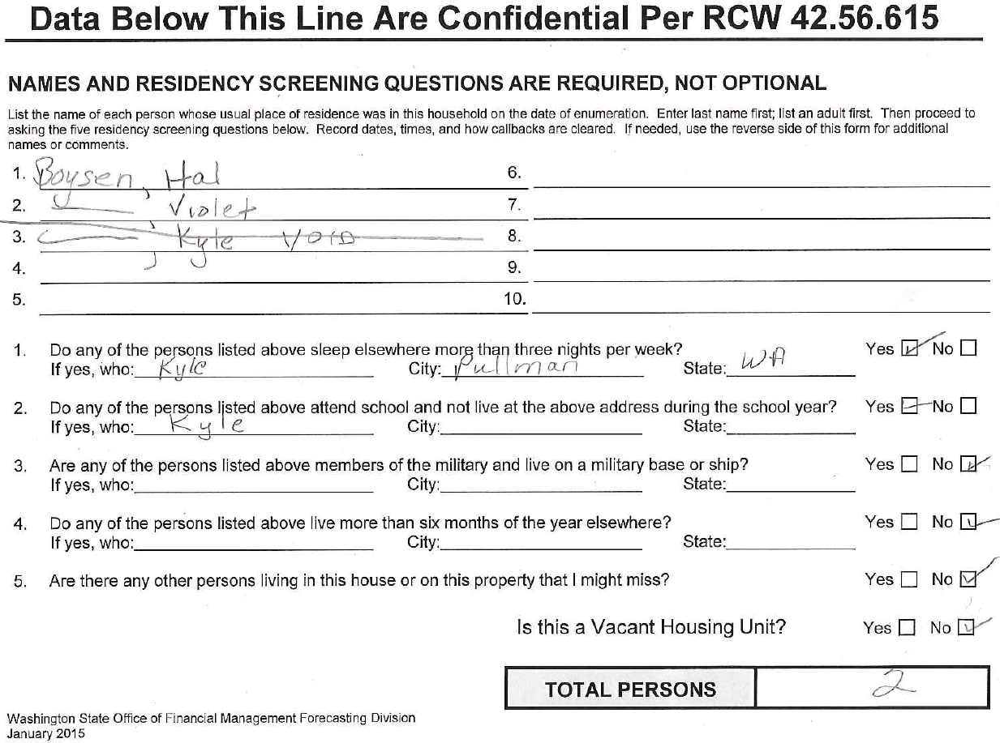 Data Below This Line Are Confidential Per RCW 42.56.615
NAMES AND RESIDENCY SCREENING QUESTIONS ARE REQUIRED, NOT OPTIONAL
List the name of each person whose usual place of residence was in this household on the date of enumeration. Enter last name first; list an adult first. Then proceed to
asking the five residency screening questions below. Record dates, times, and how callbacks are cleared. If needed, use the reverse side of this form for additional
names or comments.
1. Boysen, Hal
2. , Violet
3. , Kyle VOID
4. ,
5.
6.
7.
8.
9.
10.
1. Do any of the persons listed above sleep elsewhere more than three nights per week? Yes ☑ No ☐
If yes, who: Kyle City: Pullman State: WA
2. Do any of the persons listed above attend school and not live at the above address during the school year? Yes ☑ No ☐
If yes, who: Kyle City: State:
3. Are any of the persons listed above members of the military and live on a military base or ship? Yes ☐ No ☑
If yes, who: City: State:
4. Do any of the persons listed above live more than six months of the year elsewhere? Yes ☐ No ☑
If yes, who: City: State:
5. Are there any other persons living in this house or on this property that I might miss? Yes ☐ No ☑
Is this a Vacant Housing Unit? Yes ☐ No ☑
TOTAL PERSONS 2
Washington State Office of Financial Management Forecasting Division
January 2015